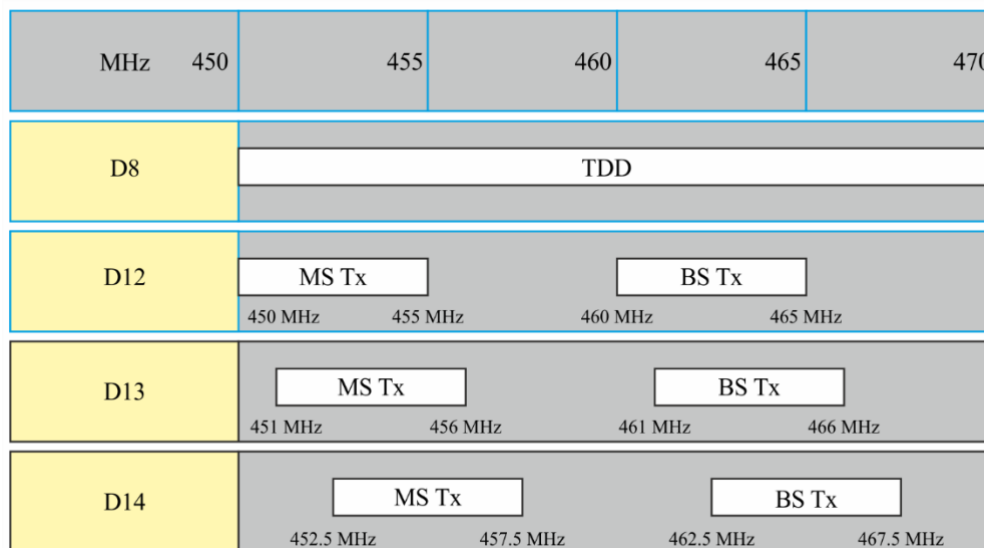 MHz 450 455 460 465 470
D8 TDD
D12 MS Tx BS Tx
450 MHz 455 MHz 460 MHz 465 MHz
D13 MS Tx BS Tx
451 MHz 456 MHz 461 MHz 466 MHz
D14 MS Tx BS Tx
452.5 MHz 457.5 MHz 462.5 MHz 467.5 MHz